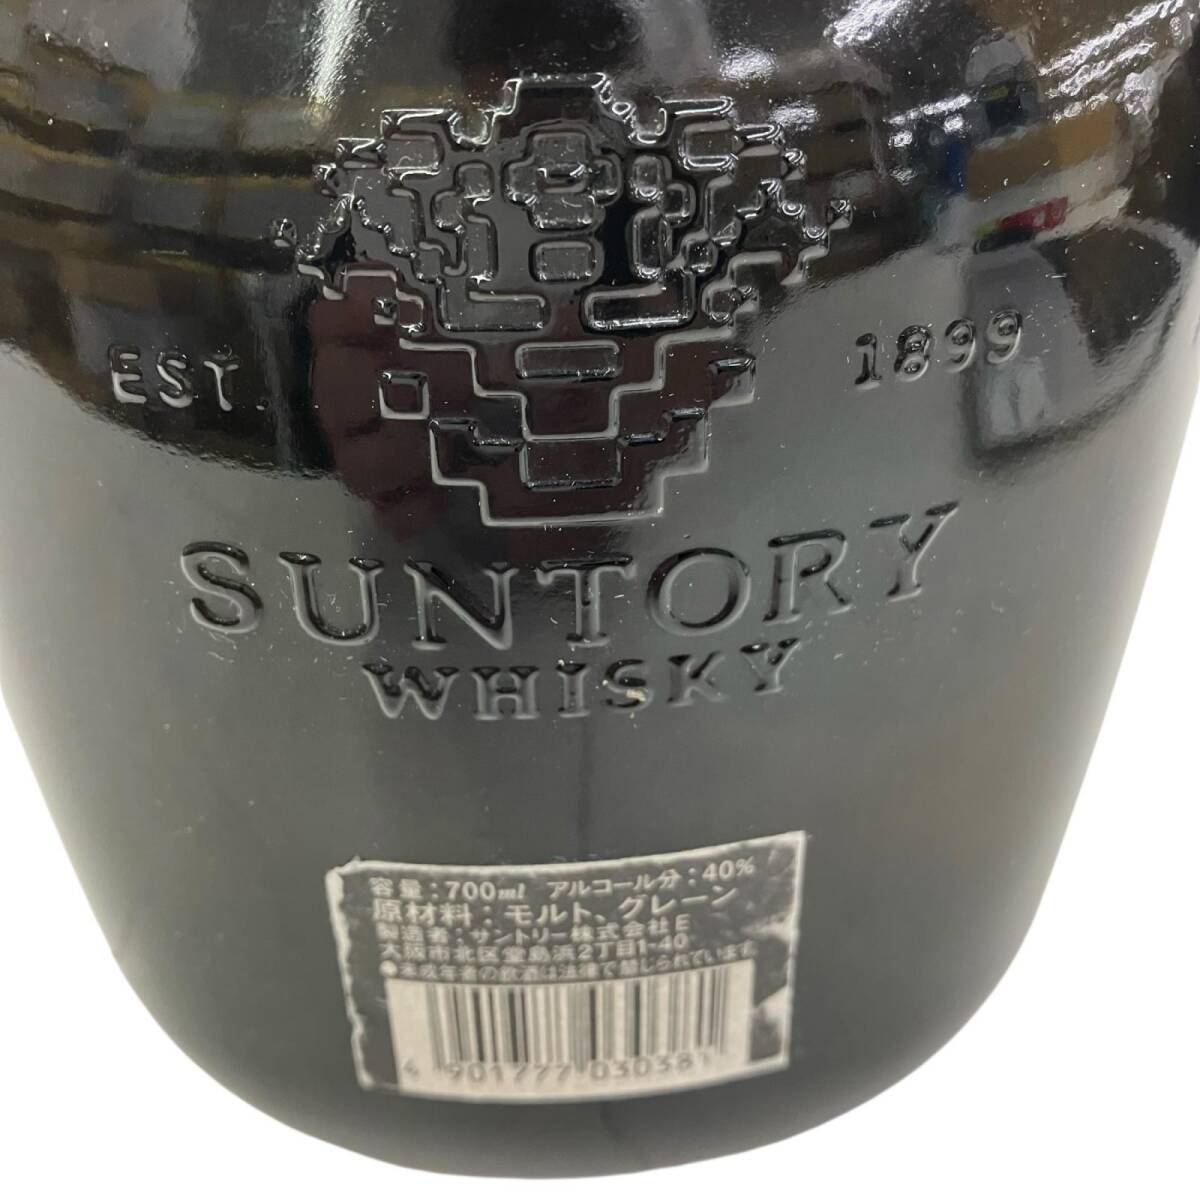 EST. 1899
SUNTORY
WHISKY
容量:700ml アルコール分:40%
原材料:モルト、グレーン
製造者:サントリー株式会社E
大阪市北区堂島浜2丁目1-40
●未成年者の飲酒は法律で禁じられています
4 901777 030381